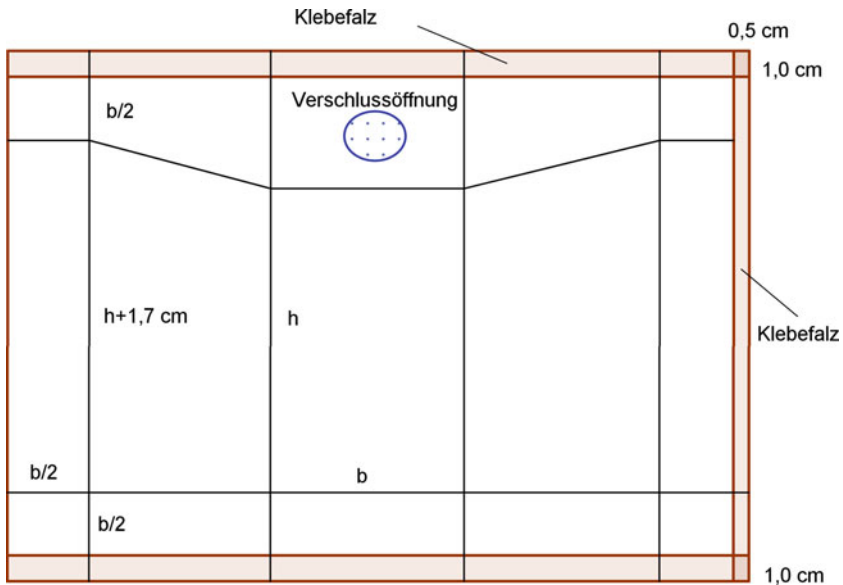 Klebefalz
0,5 cm
1,0 cm
b/2
Verschlussöffnung
h+1,7 cm
h
Klebefalz
b/2
b
b/2
1,0 cm